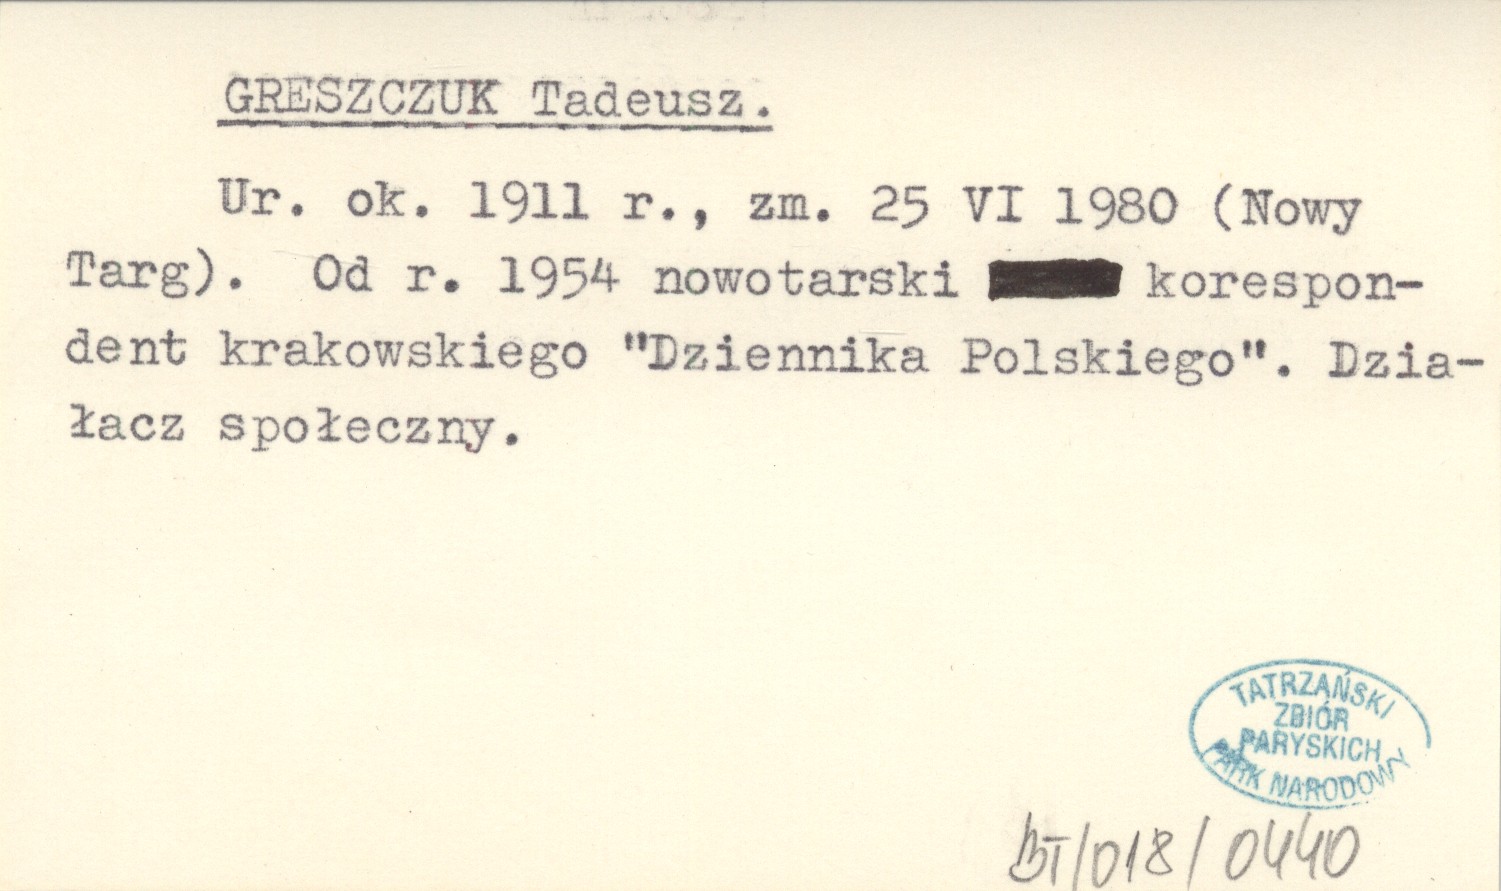 GRESZCZUK Tadeusz.
Ur. ok. 1911 r., zm. 25 VI 1980 (Nowy
Targ). Od r. 1954 nowotarski korespon-
dent krakowskiego "Dziennika Polskiego". Dzia-
łacz społeczny.
TATRZAŃSKI
ZBIÓR
PARYSKICH
PARK NARODOWY
BT/018/0440